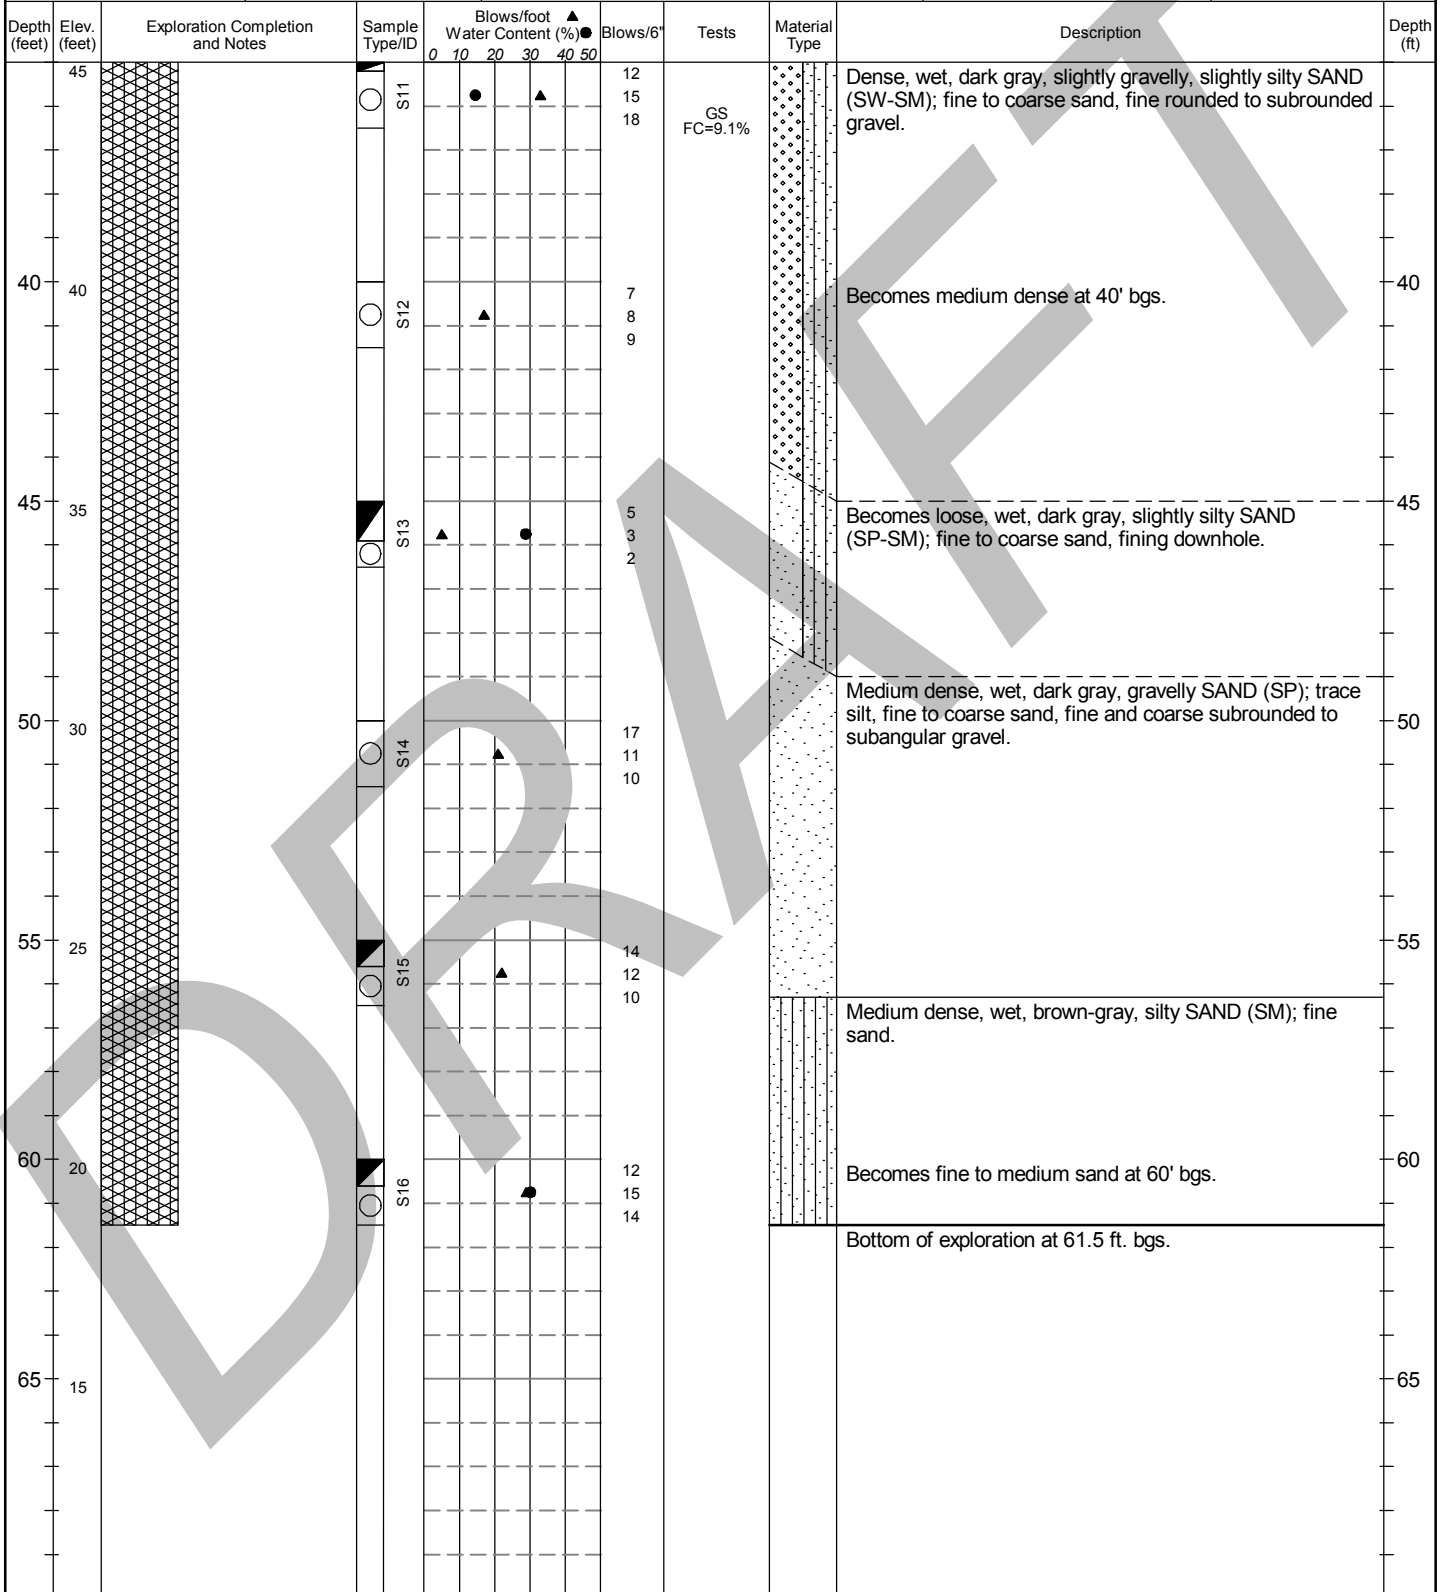 Depth
(feet)
Elev.
(feet)
Exploration Completion
and Notes
Sample
Type/ID
Blows/foot
Water Content (%)
0 10 20 30 40 50
Blows/6"
Tests
Material
Type
Description
Depth
(ft)
45
S11
12
15
18
GS
FC=9.1%
Dense, wet, dark gray, slightly gravelly, slightly silty SAND
(SW-SM); fine to coarse sand, fine rounded to subrounded
gravel.
40
40
S12
7
8
9
Becomes medium dense at 40' bgs.
40
45
35
S13
5
3
2
Becomes loose, wet, dark gray, slightly silty SAND
(SP-SM); fine to coarse sand, fining downhole.
45
50
30
S14
17
11
10
Medium dense, wet, dark gray, gravelly SAND (SP); trace
silt, fine to coarse sand, fine and coarse subrounded to
subangular gravel.
50
55
25
S15
14
12
10
55
Medium dense, wet, brown-gray, silty SAND (SM); fine
sand.
60
20
S16
12
15
14
Becomes fine to medium sand at 60' bgs.
60
Bottom of exploration at 61.5 ft. bgs.
65
15
65
DRAFT